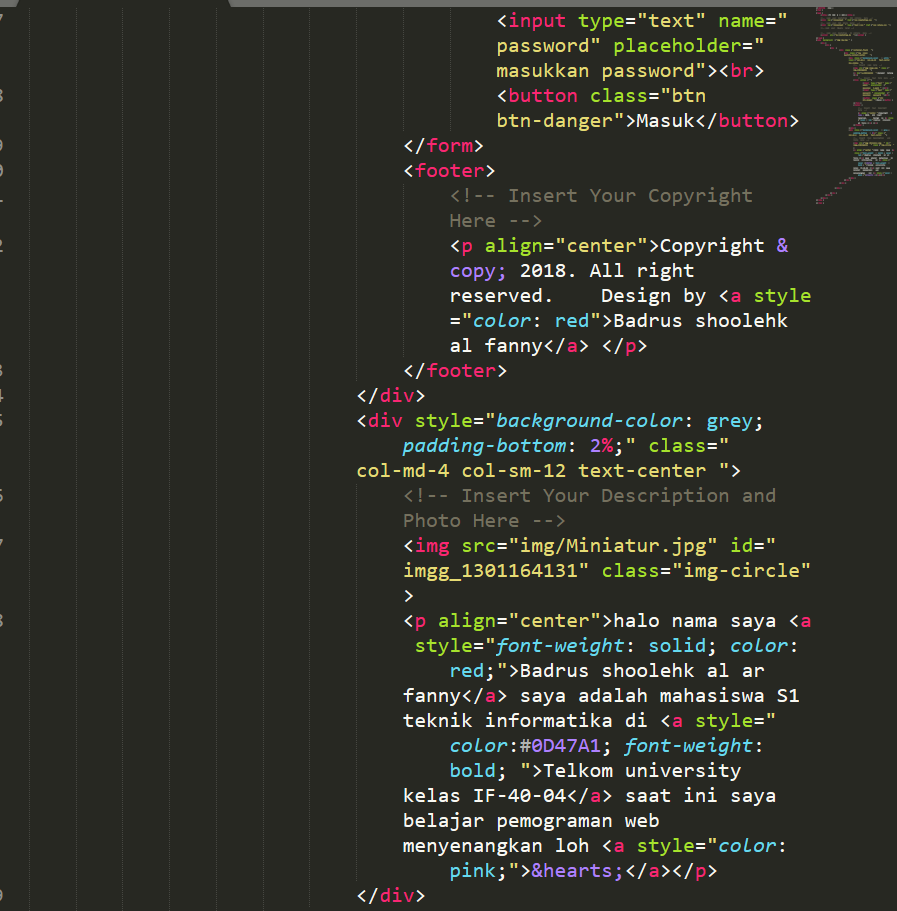 <input type="text" name="
password" placeholder="
masukkan password"><br>
<button class="btn
btn-danger">Masuk</button>
</form>
<footer>
<!-- Insert Your Copyright
Here -->
<p align="center">Copyright &
copy; 2018. All right
reserved.    Design by <a style
="color: red">Badrus shoolehk
al fanny</a> </p>
</footer>
</div>
<div style="background-color: grey;
padding-bottom: 2%;" class="
col-md-4 col-sm-12 text-center ">
<!-- Insert Your Description and
Photo Here -->
<img src="img/Miniatur.jpg" id="
imgg_1301164131" class="img-circle"
>
<p align="center">halo nama saya <a
style="font-weight: solid; color:
red;">Badrus shoolehk al ar
fanny</a> saya adalah mahasiswa S1
teknik informatika di <a style="
color:#0D47A1; font-weight:
bold; ">Telkom university
kelas IF-40-04</a> saat ini saya
belajar pemograman web
menyenangkan loh <a style="color:
pink;">&hearts;</a></p>
</div>